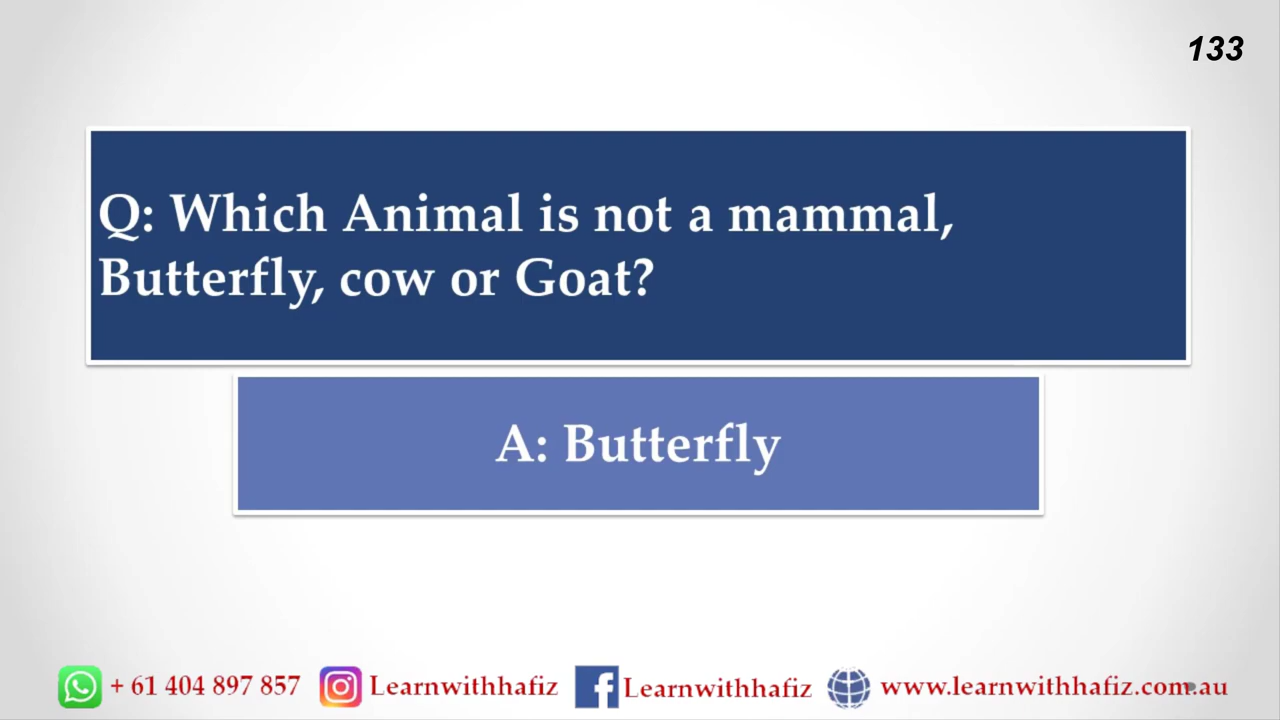 133
Q: Which Animal is not a mammal,
Butterfly, cow or Goat?
A: Butterfly
+ 61 404 897 857 Learnwithhafiz Learnwithhafiz www.learnwithhafiz.com.au